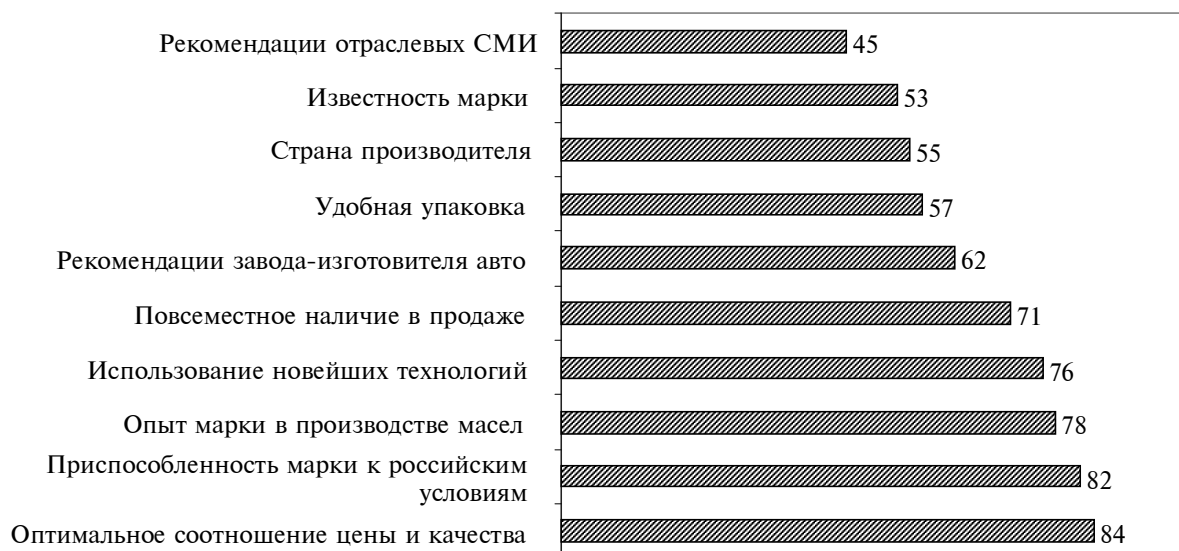 Рекомендации отраслевых СМИ 45
Известность марки 53
Страна производителя 55
Удобная упаковка 57
Рекомендации завода-изготовителя авто 62
Повсеместное наличие в продаже 71
Использование новейших технологий 76
Опыт марки в производстве масел 78
Приспособленность марки к российским
условиям 82
Оптимальное соотношение цены и качества 84